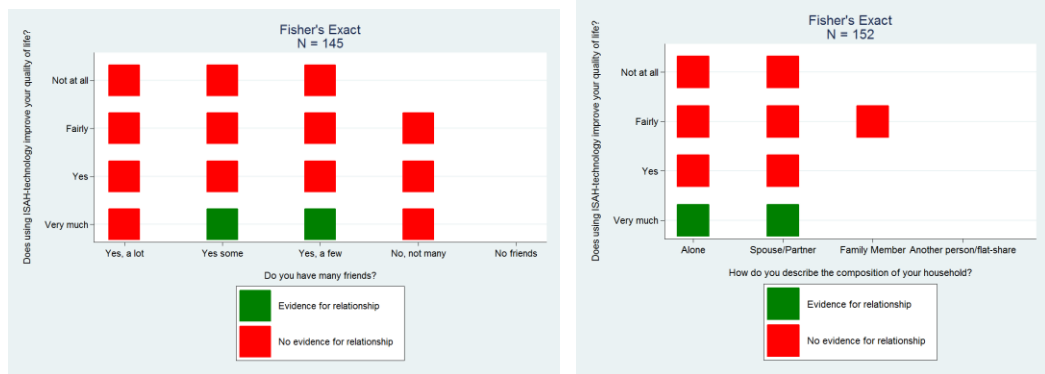 Fisher's Exact
N = 145
Does using ISAH-technology improve your quality of life?
Not at all
Fairly
Yes
Very much
Yes, a lot
Yes some
Yes, a few
No, not many
No friends
Do you have many friends?
Evidence for relationship
No evidence for relationship
Fisher's Exact
N = 152
Does using ISAH-technology improve your quality of life?
Not at all
Fairly
Yes
Very much
Alone
Spouse/Partner
Family Member
Another person/flat-share
How do you describe the composition of your household?
Evidence for relationship
No evidence for relationship